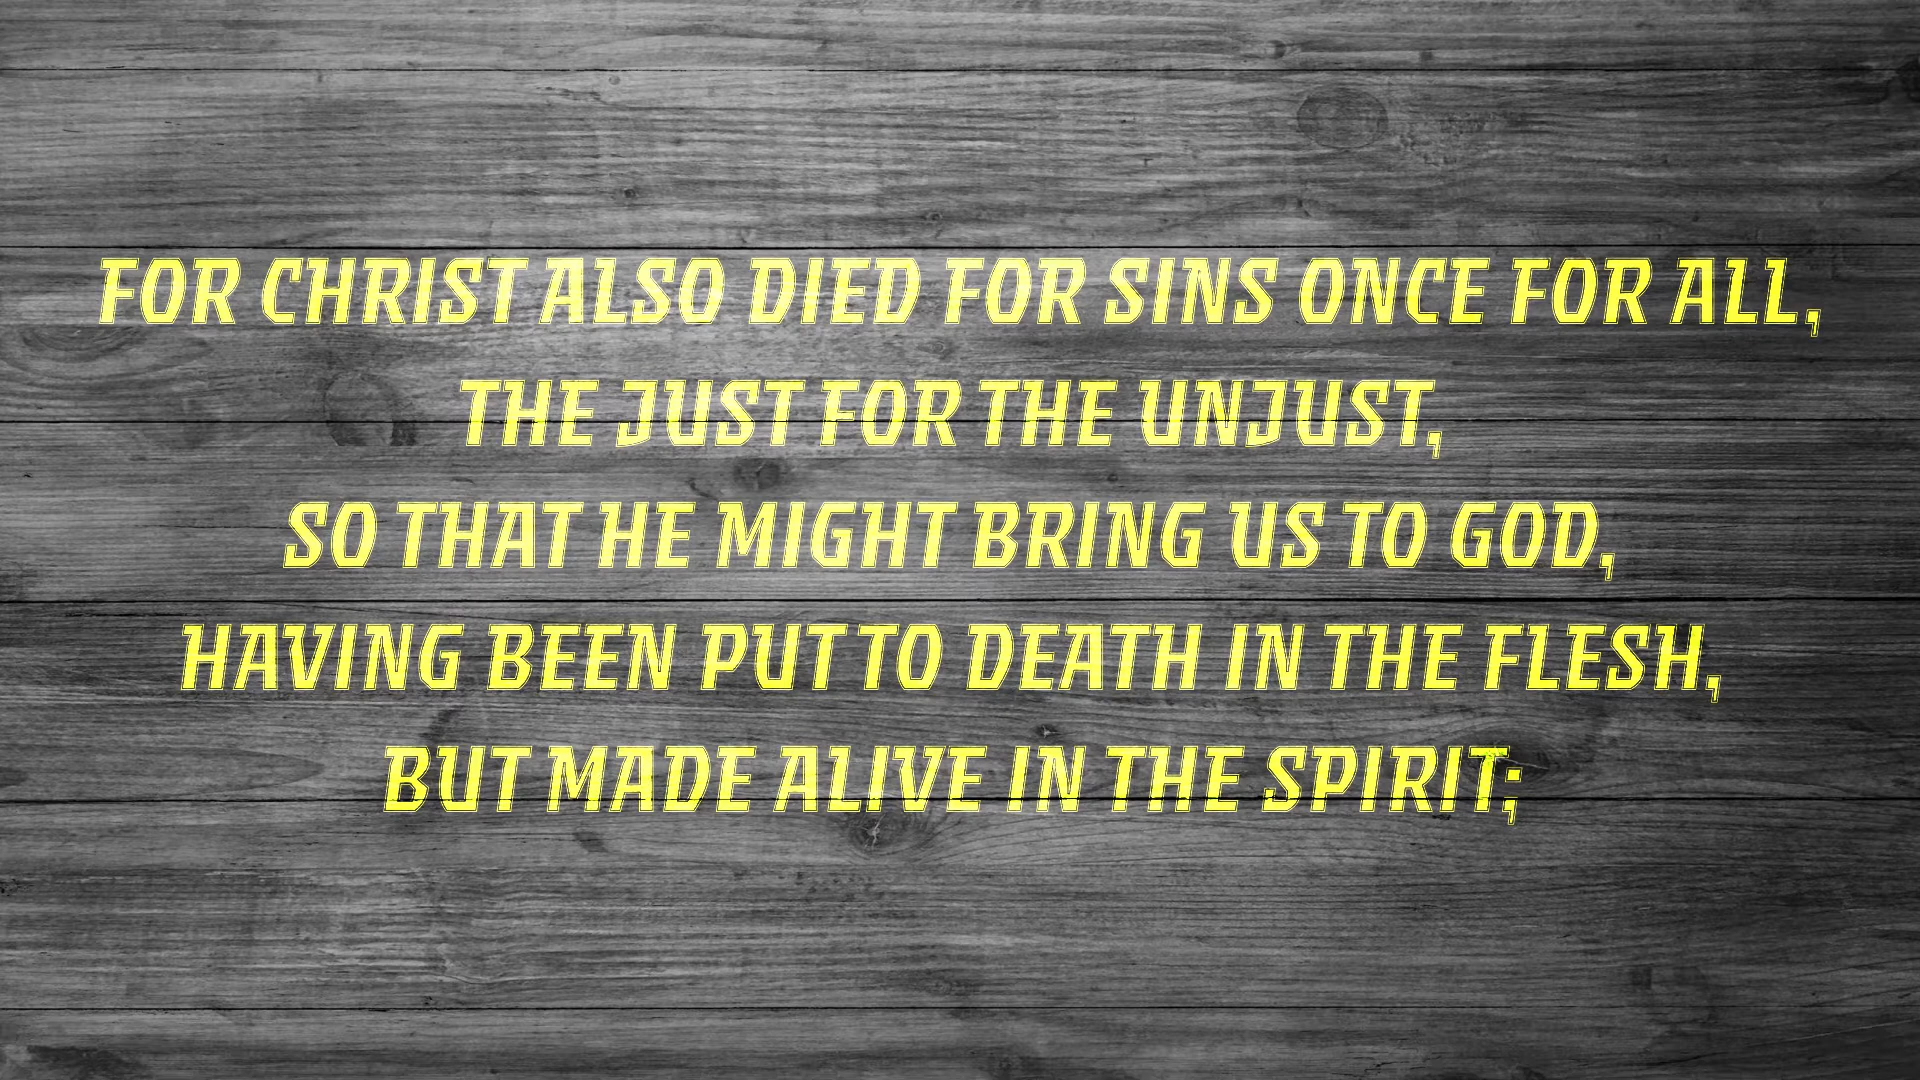 FOR CHRIST ALSO DIED FOR SINS ONCE FOR ALL,
THE JUST FOR THE UNJUST,
SO THAT HE MIGHT BRING US TO GOD,
HAVING BEEN PUT TO DEATH IN THE FLESH,
BUT MADE ALIVE IN THE SPIRIT;